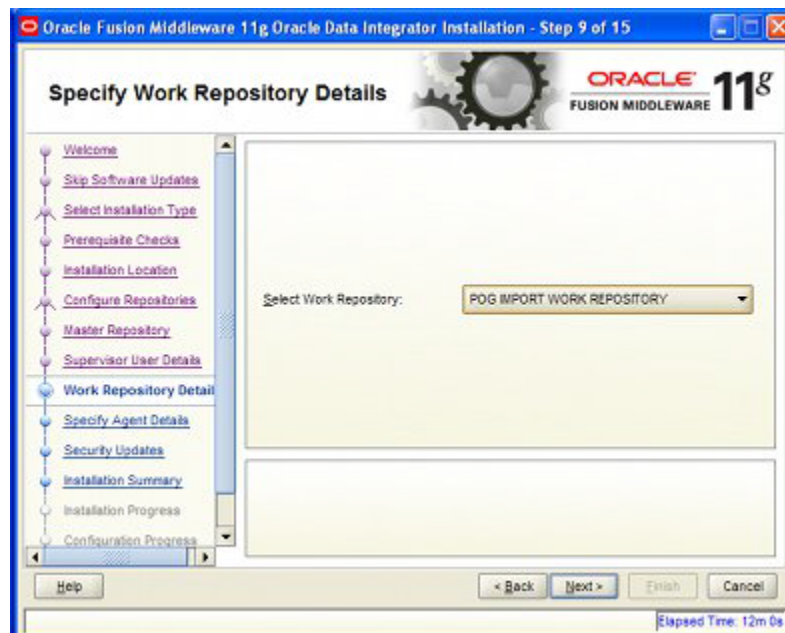 Oracle Fusion Middleware 11g Oracle Data Integrator Installation - Step 9 of 15
Specify Work Repository Details
ORACLE
FUSION MIDDLEWARE 11g
Welcome
Skip Software Updates
Select Installation Type
Prerequisite Checks
Installation Location
Configure Repositories
Master Repository
Supervisor User Details
Work Repository Detail
Specify Agent Details
Security Updates
Installation Summary
Installation Progress
Configuration Progress
Select Work Repository: POG IMPORT WORK REPOSITORY
Help < Back Next > Finish Cancel
Elapsed Time: 12m 0s